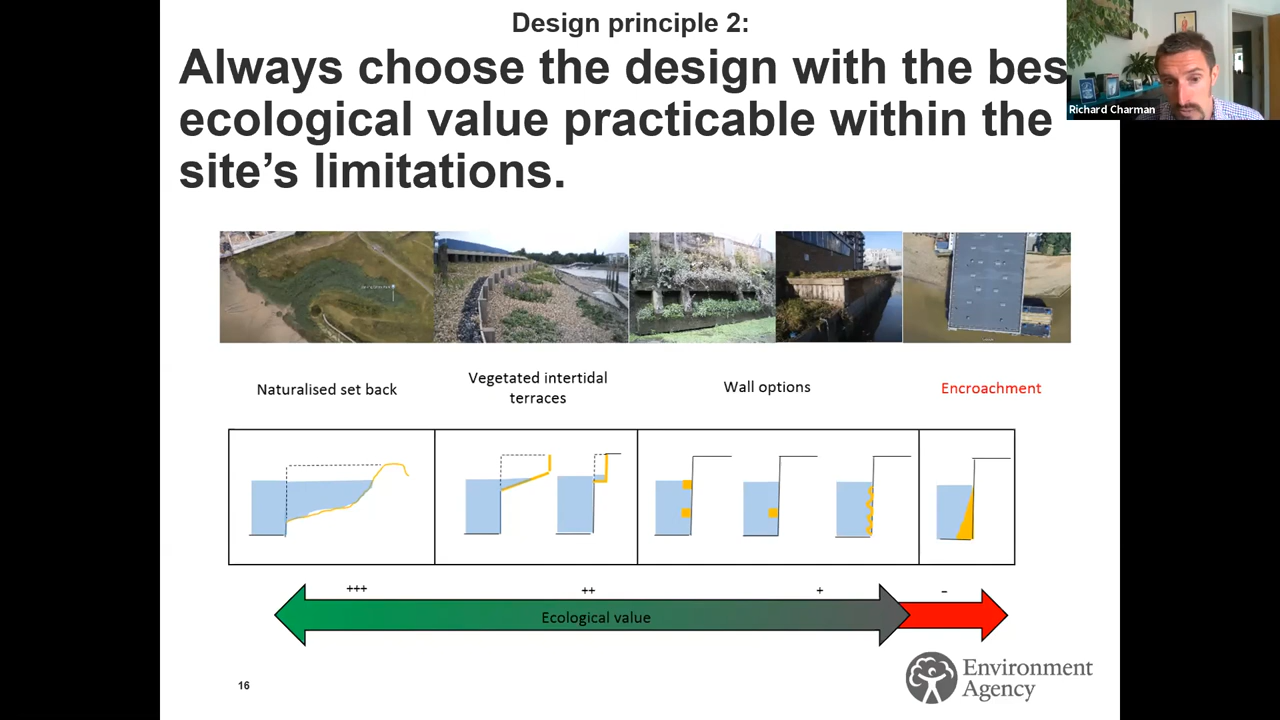 Design principle 2:
Always choose the design with the bes
ecological value practicable within the
site's limitations.
Richard Charman
Naturalised set back
Vegetated intertidal
terraces
Wall options
Encroachment
+++
++
+
-
Ecological value
16
Environment
Agency